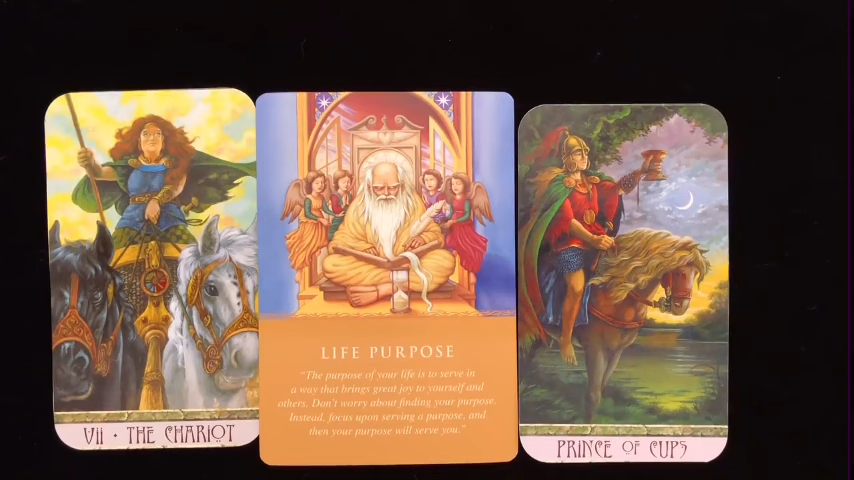 VII • THE CHARIOT
LIFE PURPOSE
"The purpose of your life is to serve in
a way that brings great joy to yourself and
others. Don't worry about finding your purpose.
Instead, focus upon serving a purpose, and
then your purpose will serve you."
PRINCE OF CUPS